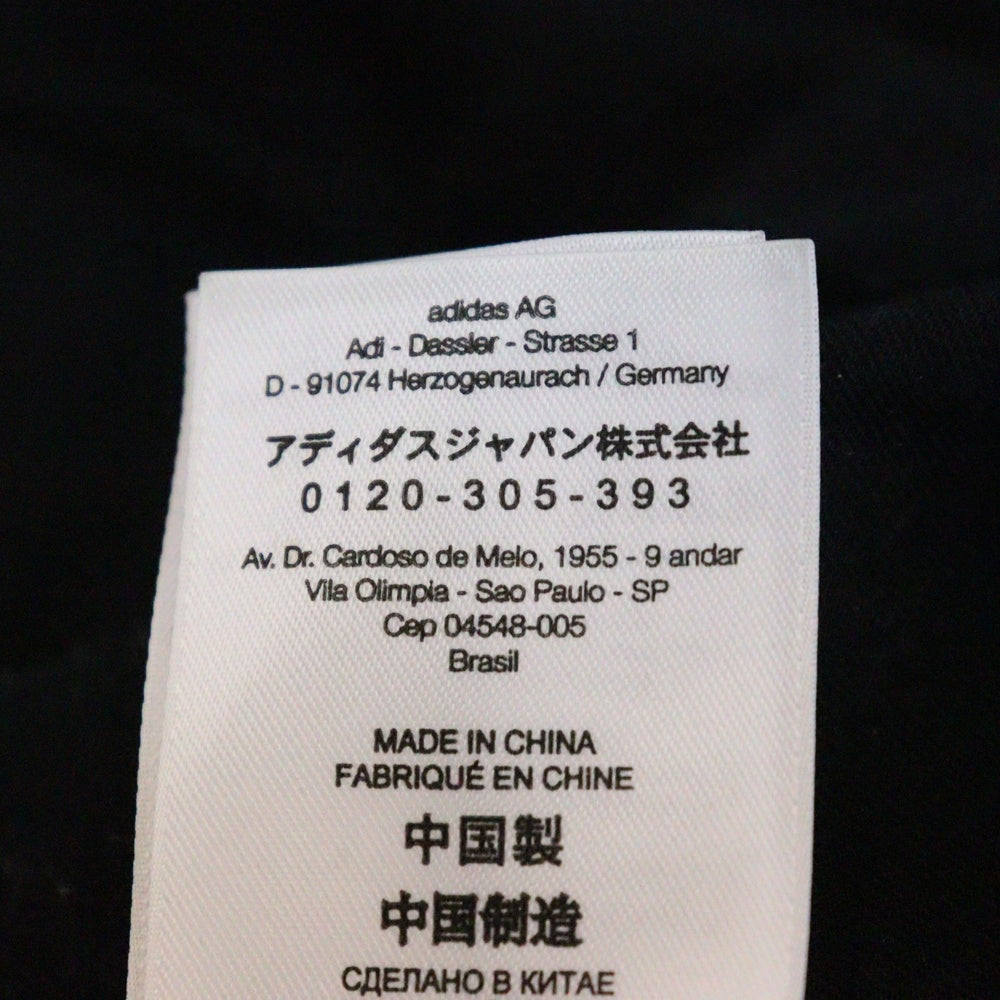 adidas AG
Adi - Dassler - Strasse 1
D - 91074 Herzogenaurach / Germany
アディダスジャパン株式会社
0120-305-393
Av. Dr. Cardoso de Melo, 1955 - 9 andar
Vila Olimpia - Sao Paulo - SP
Cep 04548-005
Brasil
MADE IN CHINA
FABRIQUÉ EN CHINE
中国製
中国制造
СДЕЛАНО В КИТАЕ